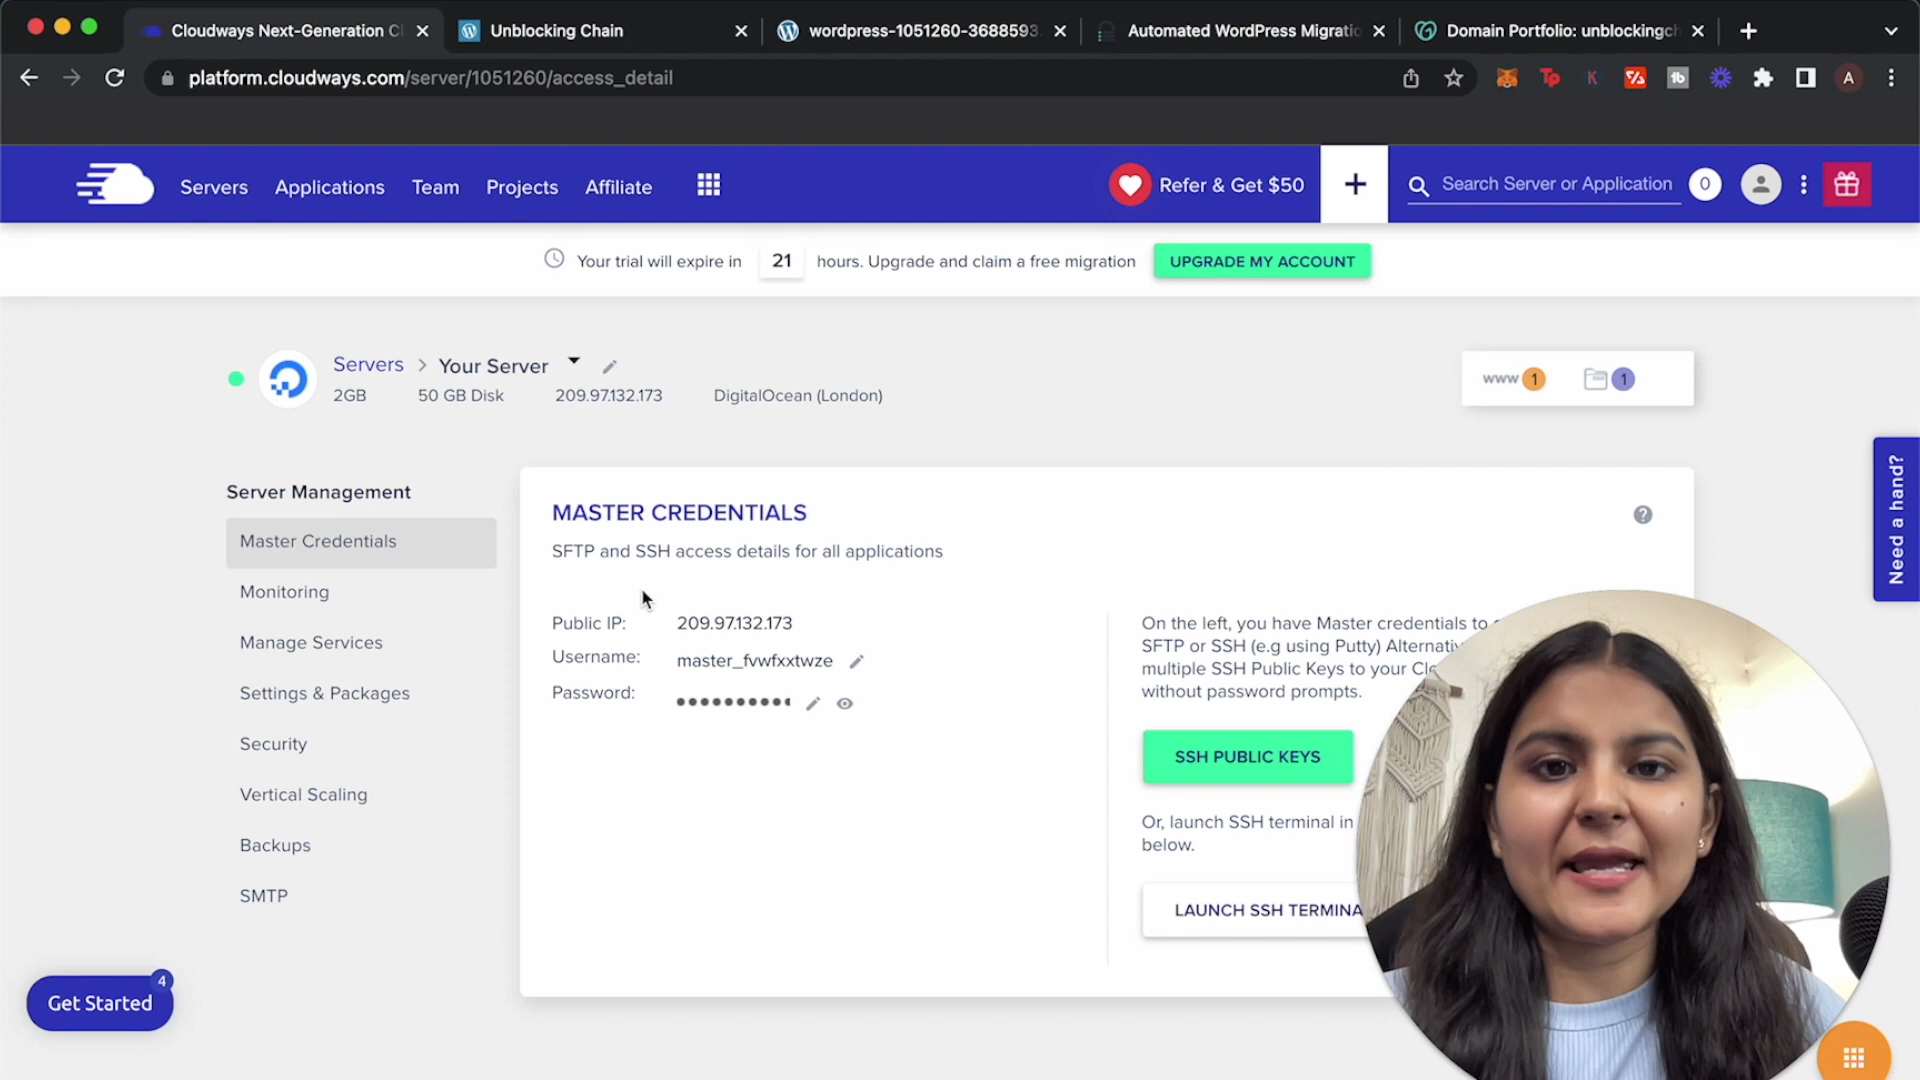 Cloudways Next-Generation C
Unblocking Chain
wordpress-1051260-3688593.
Automated WordPress Migratio
Domain Portfolio: unblockingch
platform.cloudways.com/server/1051260/access_detail
A
Servers
Applications
Team
Projects
Affiliate
Refer & Get $50
+
Search Server or Application
0
Your trial will expire in 21 hours. Upgrade and claim a free migration
UPGRADE MY ACCOUNT
Servers > Your Server
2GB
50 GB Disk
209.97.132.173
DigitalOcean (London)
www 1
1
Need a hand?
Server Management
Master Credentials
Monitoring
Manage Services
Settings & Packages
Security
Vertical Scaling
Backups
SMTP
MASTER CREDENTIALS
SFTP and SSH access details for all applications
Public IP: 209.97.132.173
Username: master_fvwfxxtwze
Password:
On the left, you have Master credentials to
SFTP or SSH (e.g using Putty) Alternativ
multiple SSH Public Keys to your Clo
without password prompts.
SSH PUBLIC KEYS
Or, launch SSH terminal in
below.
LAUNCH SSH TERMINA
Get Started
4